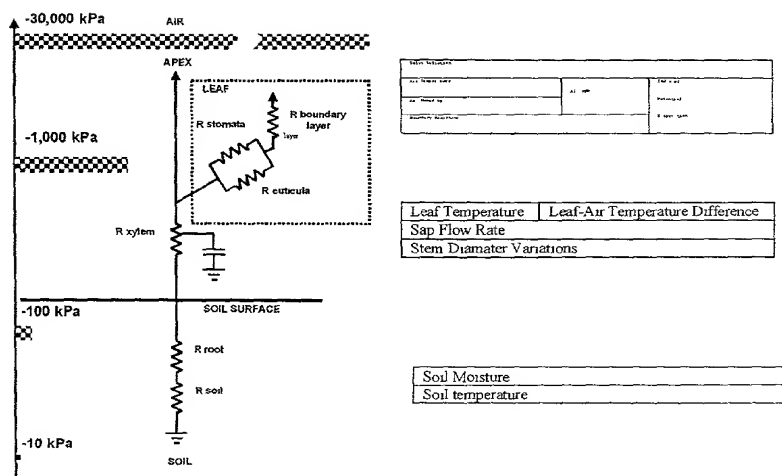 -30,000 kPa
AIR
APEX
LEAF
R stomata
R boundary
layer
layer
R cuticula
-1,000 kPa
R xylem
SOIL SURFACE
-100 kPa
R root
R soil
-10 kPa
SOIL
Leaf Temperature
Leaf-Air Temperature Difference
Sap Flow Rate
Stem Diamater Variations
Soil Moisture
Soil temperature